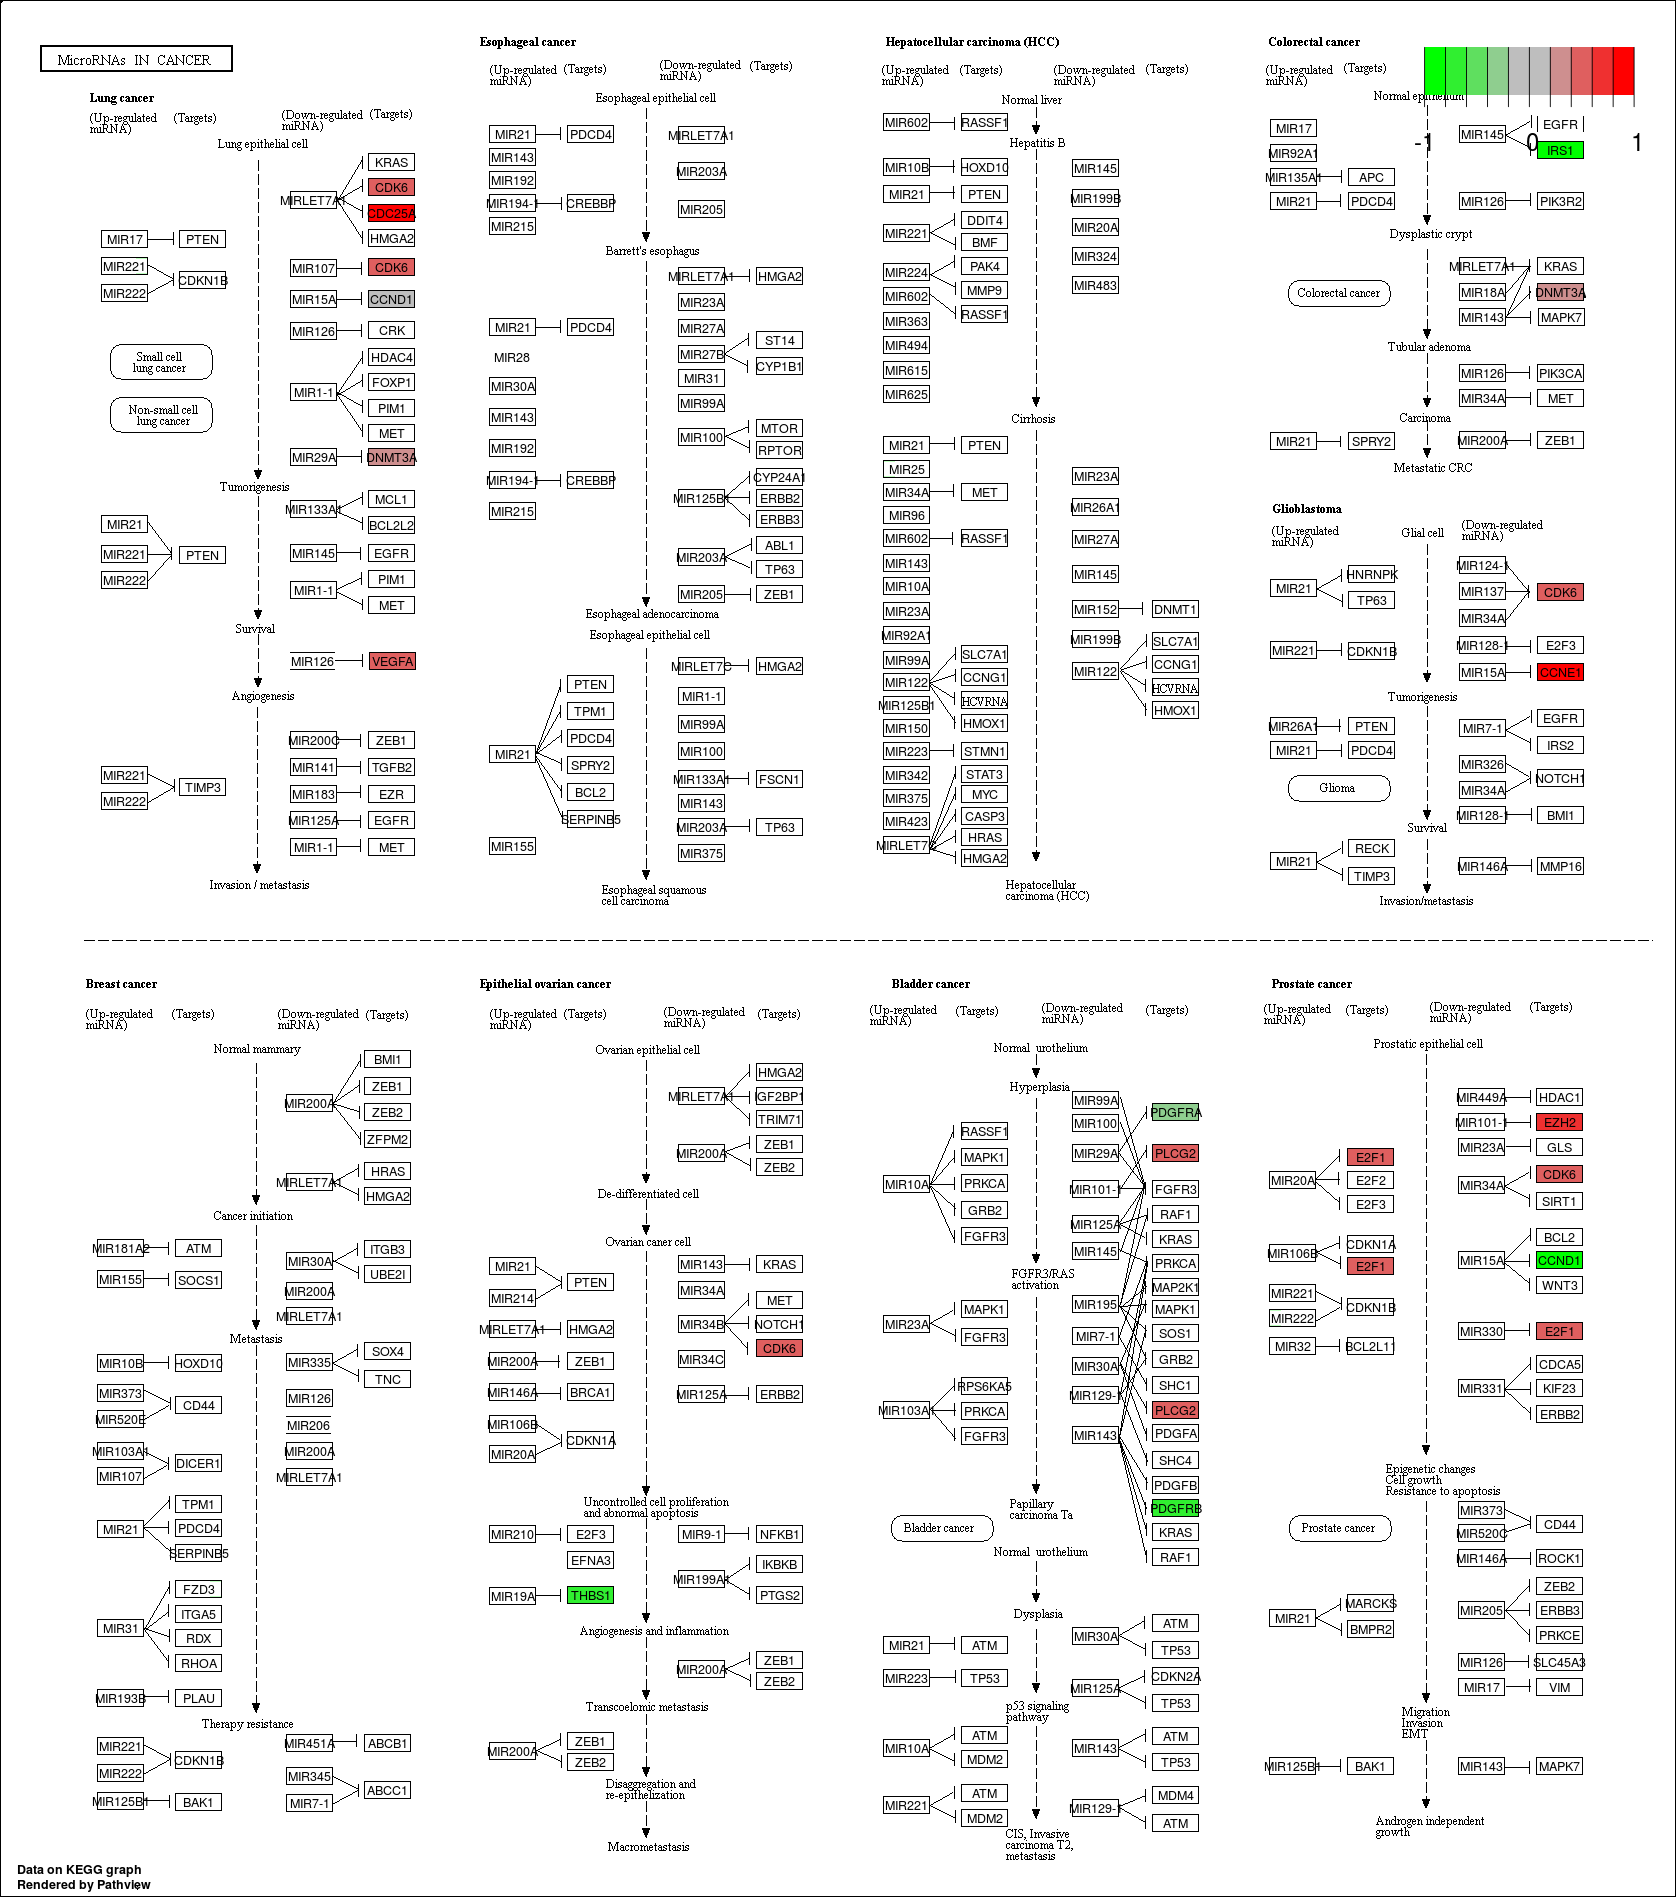 MicroRNAs IN CANCER
Lung cancer
(Up-regulated
miRNA)
(Targets)
(Down-regulated
miRNA)
(Targets)
Lung epithelial cell
KRAS
CDK6
MIRLET7A1
CDC25A
HMGA2
MIR17
PTEN
MIR221
CDKN1B
MIR222
MIR107
CDK6
MIR15A
CCND1
MIR126
CRK
Small cell
lung cancer
Non-small cell
lung cancer
HDAC4
FOXP1
MIR1-1
PIM1
MET
MIR29A
DNMT3A
Tumorigenesis
MIR21
MIR221
PTEN
MIR222
MCL1
MIR133A1
BCL2L2
MIR145
EGFR
PIM1
MIR1-1
MET
Survival
MIR126
VEGFA
Angiogenesis
MIR221
TIMP3
MIR222
MIR200C
ZEB1
MIR141
TGFB2
MIR183
EZR
MIR125A
EGFR
MIR1-1
MET
Invasion / metastasis
Esophageal cancer
(Up-regulated
miRNA)
(Targets)
(Down-regulated
miRNA)
(Targets)
Esophageal epithelial cell
MIR21
PDCD4
MIR143
MIR192
MIR194-1
CREBBP
MIR215
MIRLET7A1
MIR203A
MIR205
Barrett's esophagus
MIR21
PDCD4
MIR28
MIR30A
MIR143
MIR192
MIR194-1
CREBBP
MIR215
MIRLET7A1
HMGA2
MIR23A
MIR27A
ST14
MIR27B
CYP1B1
MIR31
MIR99A
MTOR
MIR100
RPTOR
CYP24A1
MIR125B1
ERBB2
ERBB3
ABL1
MIR203A
TP63
MIR205
ZEB1
Esophageal adenocarcinoma
Esophageal epithelial cell
PTEN
TPM1
PDCD4
MIR21
SPRY2
BCL2
SERPINB5
MIR155
MIRLET7C
HMGA2
MIR1-1
MIR99A
MIR100
MIR133A1
FSCN1
MIR143
MIR203A
TP63
MIR375
Esophageal squamous
cell carcinoma
Hepatocellular carcinoma (HCC)
(Up-regulated
miRNA)
(Targets)
(Down-regulated
miRNA)
(Targets)
Normal liver
MIR602
RASSF1
Hepatitis B
MIR10B
HOXD10
MIR21
PTEN
DDIT4
MIR221
BMF
PAK4
MIR224
MMP9
MIR602
RASSF1
MIR363
MIR494
MIR615
MIR625
MIR145
MIR199B
MIR20A
MIR324
MIR483
Cirrhosis
MIR21
PTEN
MIR25
MIR34A
MET
MIR96
MIR602
RASSF1
MIR143
MIR10A
MIR23A
MIR92A1
MIR99A
SLC7A1
MIR122
CCNG1
MIR125B1
HCVRNA
HMOX1
MIR150
MIR223
STMN1
MIR342
STAT3
MIR375
MYC
MIR423
CASP3
HRAS
MIRLET7
HMGA2
MIR23A
MIR26A1
MIR27A
MIR145
MIR152
DNMT1
MIR199B
SLC7A1
MIR122
CCNG1
HCVRNA
HMOX1
Hepatocellular
carcinoma (HCC)
Colorectal cancer
(Up-regulated
miRNA)
(Targets)
-1
0
1
Normal epithelium
MIR17
MIR92A1
MIR135A1
APC
MIR21
PDCD4
MIR145
EGFR
IRS1
MIR126
PIK3R2
Dysplastic crypt
Colorectal cancer
MIRLET7A1
KRAS
MIR18A
DNMT3A
MIR143
MAPK7
Tubular adenoma
MIR126
PIK3CA
MIR34A
MET
Carcinoma
MIR21
SPRY2
MIR200A
ZEB1
Metastatic CRC
Glioblastoma
(Up-regulated
miRNA)
Glial cell
(Down-regulated
miRNA)
HNRNPK
MIR21
TP63
MIR221
CDKN1B
MIR124-1
MIR137
CDK6
MIR34A
MIR128-1
E2F3
MIR15A
CCNE1
Tumorigenesis
MIR26A1
PTEN
MIR21
PDCD4
Glioma
EGFR
MIR7-1
IRS2
MIR326
NOTCH1
MIR34A
MIR128-1
BMI1
Survival
RECK
MIR21
TIMP3
MIR146A
MMP16
Invasion/metastasis
Breast cancer
(Up-regulated
miRNA)
(Targets)
(Down-regulated
miRNA)
(Targets)
Normal mammary
BMI1
ZEB1
MIR200A
ZEB2
ZFPM2
HRAS
MIRLET7A1
HMGA2
Cancer initiation
MIR181A2
ATM
MIR155
SOCS1
ITGB3
MIR30A
UBE2I
MIR200A
MIRLET7A1
Metastasis
MIR10B
HOXD10
MIR373
CD44
MIR520E
MIR103A1
DICER1
MIR107
TPM1
MIR21
PDCD4
SERPINB5
FZD3
ITGA5
MIR31
RDX
RHOA
MIR193B
PLAU
SOX4
MIR335
TNC
MIR126
MIR206
MIR200A
MIRLET7A1
Therapy resistance
MIR221
CDKN1B
MIR222
MIR125B1
BAK1
MIR451A
ABCB1
MIR345
ABCC1
MIR7-1
Epithelial ovarian cancer
(Up-regulated
miRNA)
(Targets)
(Down-regulated
miRNA)
(Targets)
Ovarian epithelial cell
HMGA2
MIRLET7A1
IGF2BP1
TRIM71
ZEB1
MIR200A
ZEB2
De-differentiated cell
Ovarian caner cell
MIR21
PTEN
MIR214
MIRLET7A1
HMGA2
MIR200A
ZEB1
MIR146A
BRCA1
MIR106B
CDKN1A
MIR20A
MIR143
KRAS
MIR34A
MET
MIR34B
NOTCH1
CDK6
MIR34C
MIR125A
ERBB2
Uncontrolled cell proliferation
and abnormal apoptosis
MIR210
E2F3
EFNA3
MIR19A
THBS1
MIR9-1
NFKB1
IKBKB
MIR199A1
PTGS2
Angiogenesis and inflammation
ZEB1
MIR200A
ZEB2
Transcoelomic metastasis
ZEB1
MIR200A
ZEB2
Disaggregation and
re-epithelization
Macrometastasis
Bladder cancer
(Up-regulated
miRNA)
(Targets)
(Down-regulated
miRNA)
(Targets)
Normal urothelium
Hyperplasia
RASSF1
MAPK1
MIR10A
PRKCA
GRB2
FGFR3
MIR23A
MAPK1
FGFR3
RPS6KA5
MIR103A1
PRKCA
FGFR3
FGFR3/RAS
activation
MIR99A
MIR100
MIR29A
MIR101-1
MIR125A
MIR145
MIR195
MIR7-1
MIR30A
MIR129-1
MIR143
PDGFRA
PLCG2
FGFR3
RAF1
KRAS
PRKCA
MAP2K1
MAPK1
SOS1
GRB2
SHC1
PLCG2
PDGFA
SHC4
PDGFB
PDGFRB
KRAS
RAF1
Papillary
carcinoma Ta
Bladder cancer
Normal urothelium
Dysplasia
MIR21
ATM
MIR223
TP53
ATM
MIR30A
TP53
CDKN2A
MIR125A
TP53
p53 signaling
pathway
ATM
MIR10A
MDM2
ATM
MIR221
MDM2
ATM
MIR143
TP53
MDM4
MIR129-1
ATM
CIS, Invasive
carcinoma T2,
metastasis
Prostate cancer
(Up-regulated
miRNA)
(Targets)
(Down-regulated
miRNA)
(Targets)
Prostatic epithelial cell
E2F1
MIR20A
E2F2
E2F3
CDKN1A
MIR106B
E2F1
MIR221
CDKN1B
MIR222
MIR32
BCL2L11
MIR449A
HDAC1
MIR101-1
EZH2
MIR23A
GLS
CDK6
MIR34A
SIRT1
BCL2
MIR15A
CCND1
WNT3
MIR330
E2F1
CDCA5
MIR331
KIF23
ERBB2
Epigenetic changes
Cell growth
Resistance to apoptosis
Prostate cancer
MIR373
CD44
MIR520C
MIR146A
ROCK1
ZEB2
MIR205
ERBB3
PRKCE
MARCKS
MIR21
BMPR2
MIR126
SLC45A3
MIR17
VIM
Migration
Invasion
EMT
MIR125B1
BAK1
MIR143
MAPK7
Androgen independent
growth
Data on KEGG graph
Rendered by Pathview